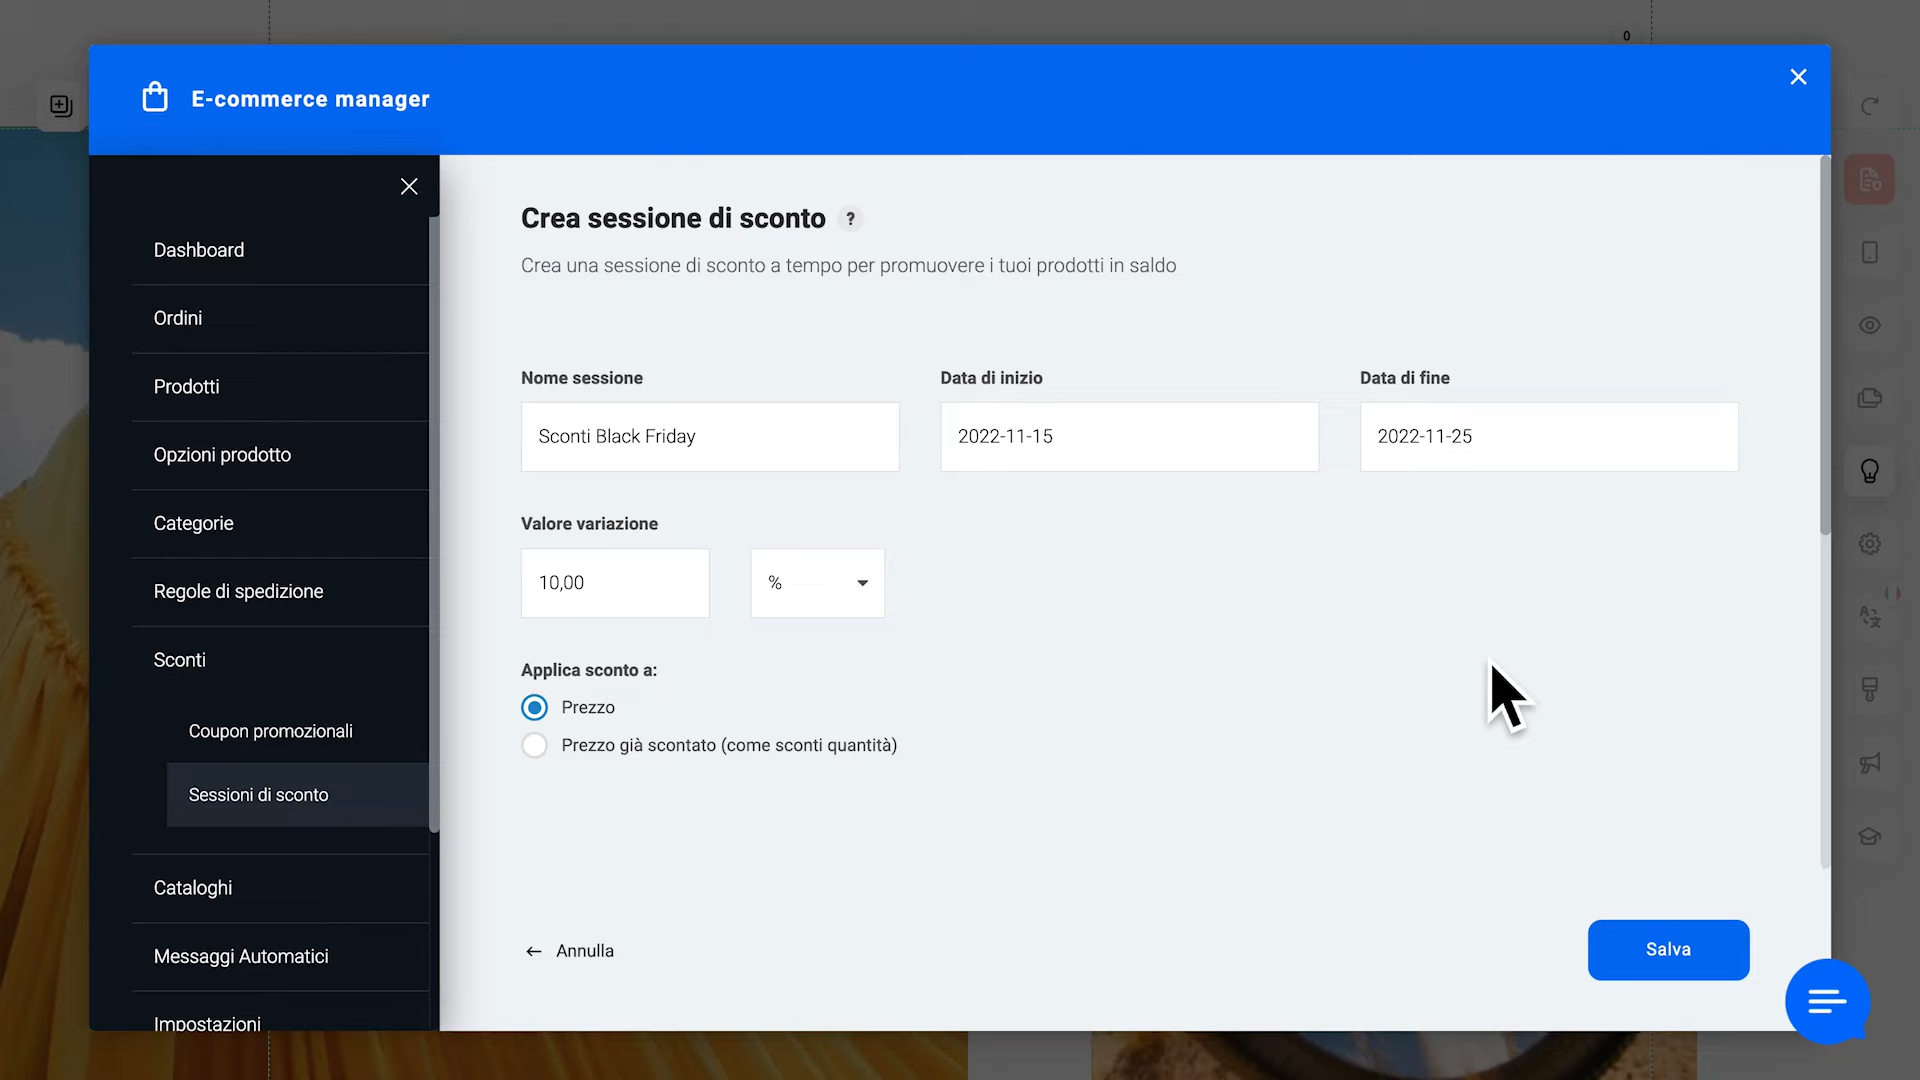 0
E-commerce manager
Dashboard
Ordini
Prodotti
Opzioni prodotto
Categorie
Regole di spedizione
Sconti
Coupon promozionali
Sessioni di sconto
Cataloghi
Messaggi Automatici
Impostazioni
Crea sessione di sconto ?
Crea una sessione di sconto a tempo per promuovere i tuoi prodotti in saldo
Nome sessione
Sconti Black Friday
Data di inizio
2022-11-15
Data di fine
2022-11-25
Valore variazione
10,00
%
Applica sconto a:
Prezzo
Prezzo già scontato (come sconti quantità)
Annulla
Salva